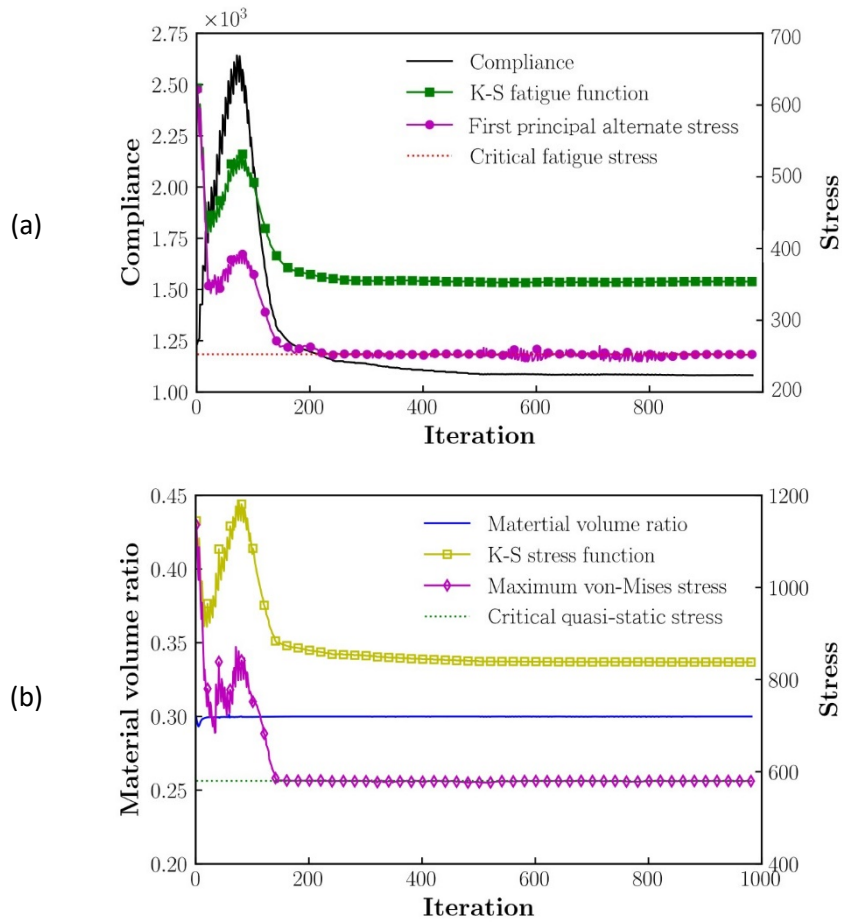 (a)
×10³
Compliance
2.75
2.50
2.25
2.00
1.75
1.50
1.25
1.00
Compliance
K-S fatigue function
First principal alternate stress
Critical fatigue stress
700
600
500
400
300
200
Stress
0 200 400 600 800
Iteration
(b)
Material volume ratio
0.45
0.40
0.35
0.30
0.25
0.20
Matertial volume ratio
K-S stress function
Maximum von-Mises stress
Critical quasi-static stress
1200
1000
800
600
400
Stress
0 200 400 600 800 1000
Iteration